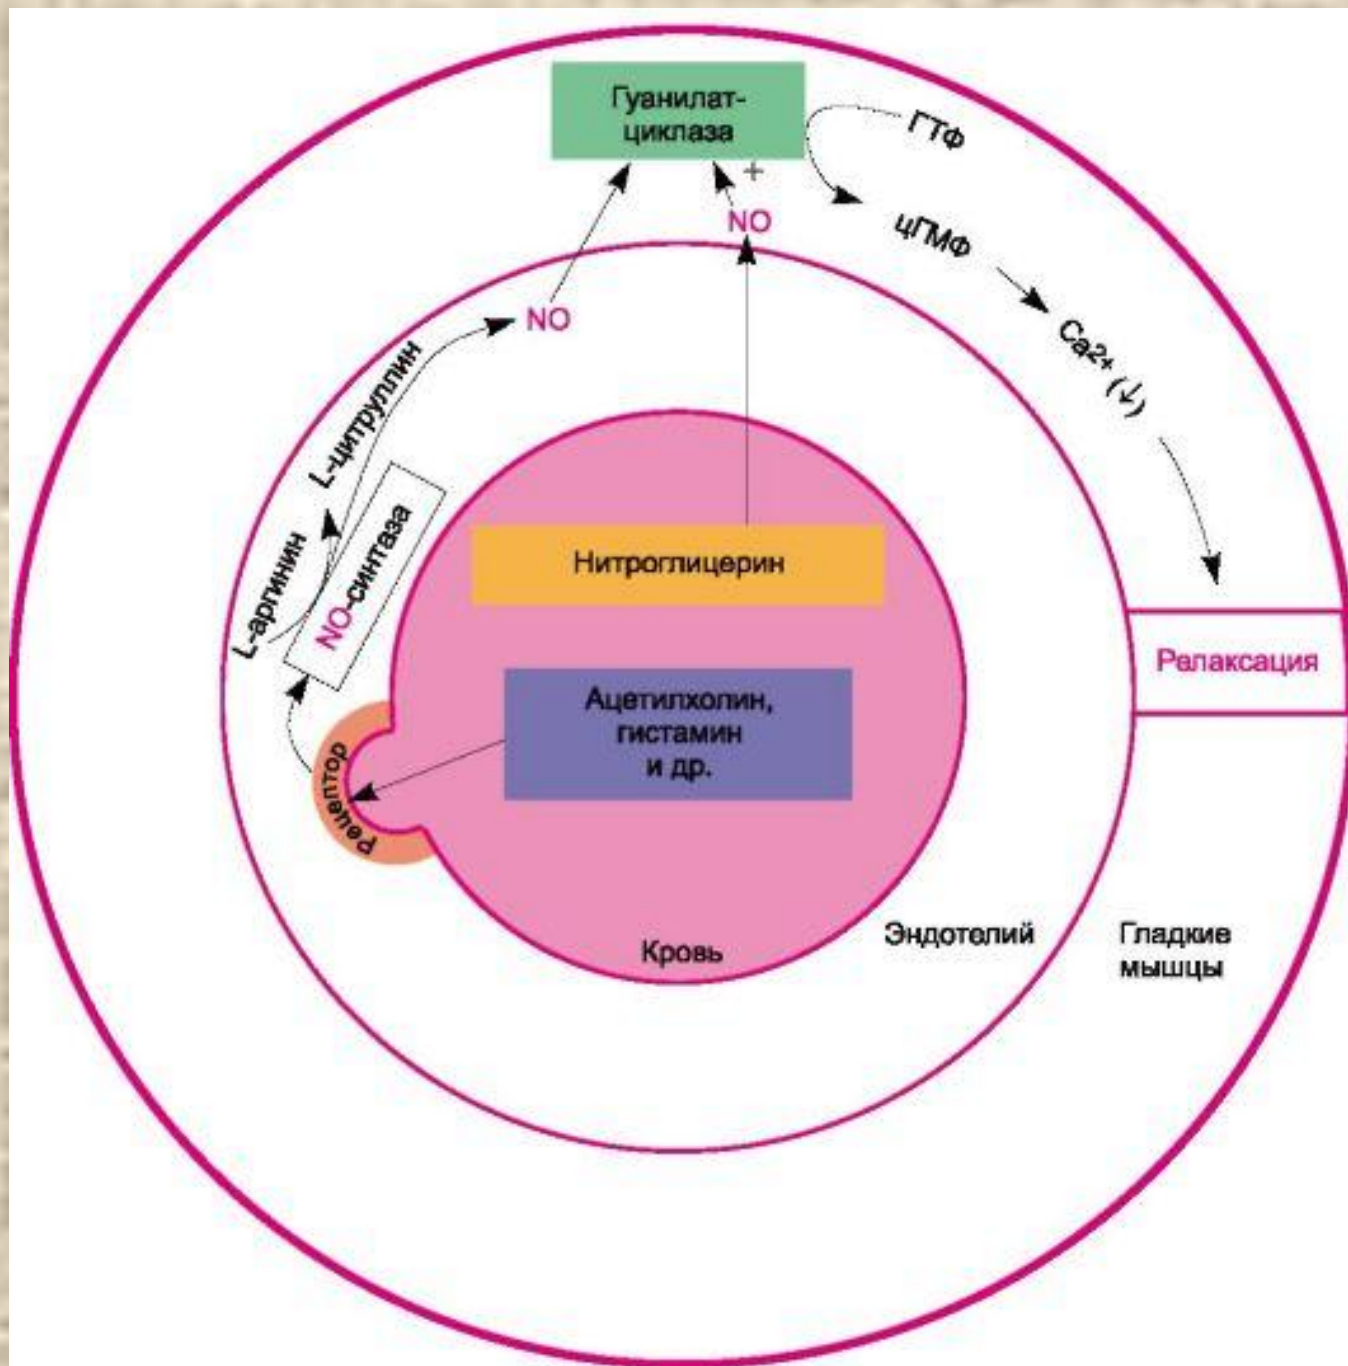 Гуанилат-
циклаза
ГТФ
+
NO
цГМФ
NO
Ca²⁺ (↓)
L-цитруллин
L-аргинин
NO-синтаза
Нитроглицерин
Релаксация
Ацетилхолин,
гистамин
и др.
Рецептор
Кровь
Эндотелий
Гладкие
мышцы